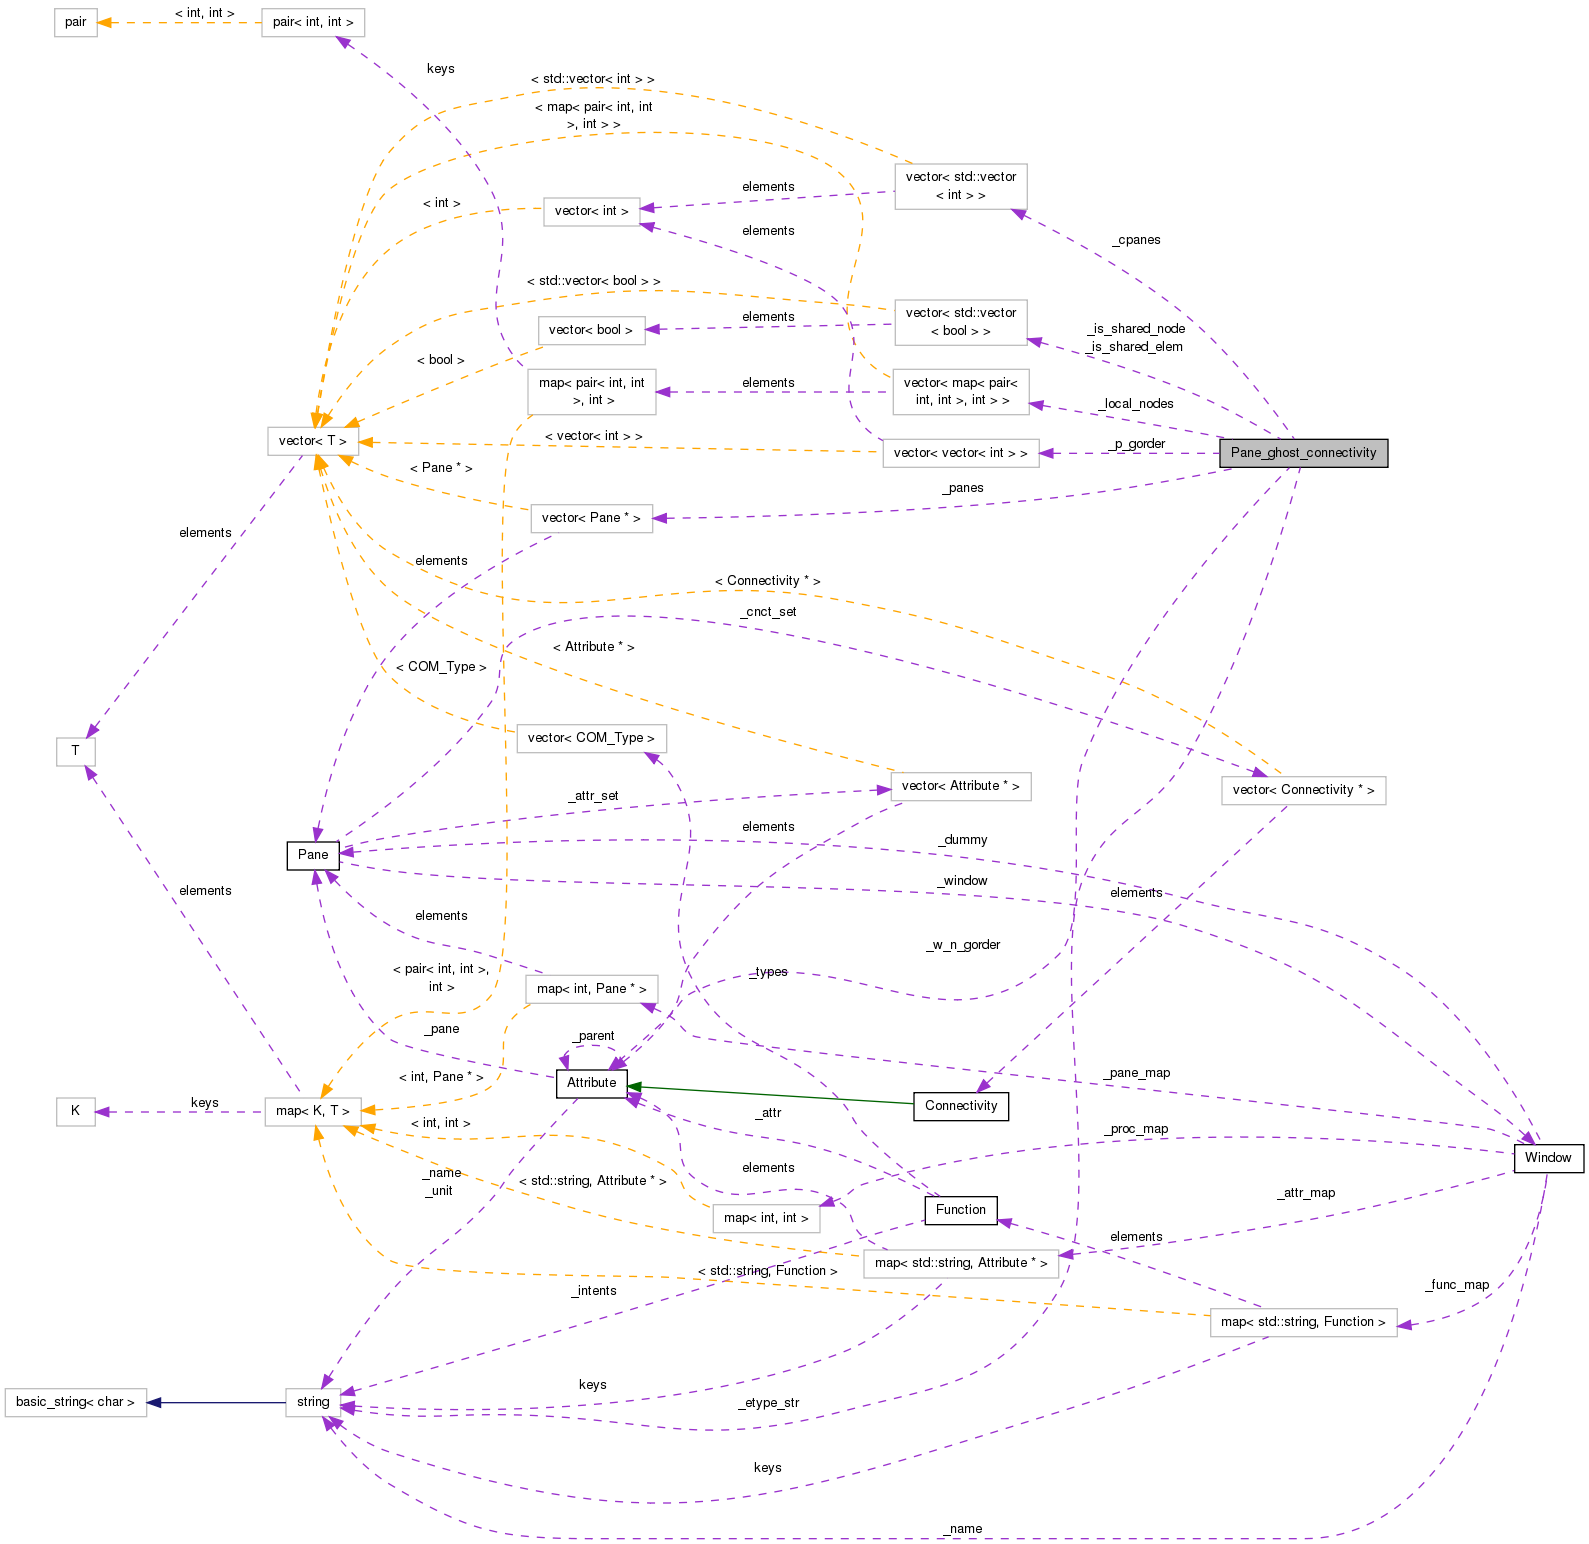 pair
< int, int >
pair< int, int >
keys
< std::vector< int > >
< map< pair< int, int
>, int > >
vector< std::vector
< int > >
elements
< int >
vector< int >
elements
_cpanes
< std::vector< bool > >
vector< std::vector
< bool > >
elements
vector< bool >
_is_shared_node
_is_shared_elem
< bool >
map< pair< int, int
>, int >
elements
vector< map< pair<
int, int >, int > >
_local_nodes
vector< T >
< vector< int > >
vector< vector< int > >
_p_gorder
Pane_ghost_connectivity
< Pane * >
_panes
vector< Pane * >
elements
elements
< Connectivity * >
_cnct_set
< Attribute * >
< COM_Type >
vector< COM_Type >
T
vector< Attribute * >
vector< Connectivity * >
_attr_set
elements
_dummy
Pane
_window
elements
elements
elements
_w_n_gorder
< pair< int, int >,
int >
_types
map< int, Pane * >
_pane
_parent
< int, Pane * >
Attribute
_pane_map
Connectivity
K
keys
map< K, T >
< int, int >
_attr
_proc_map
Window
_name
_unit
< std::string, Attribute * >
elements
_attr_map
map< int, int >
Function
elements
map< std::string, Attribute * >
< std::string, Function >
_intents
_func_map
map< std::string, Function >
keys
basic_string< char >
string
_etype_str
keys
_name